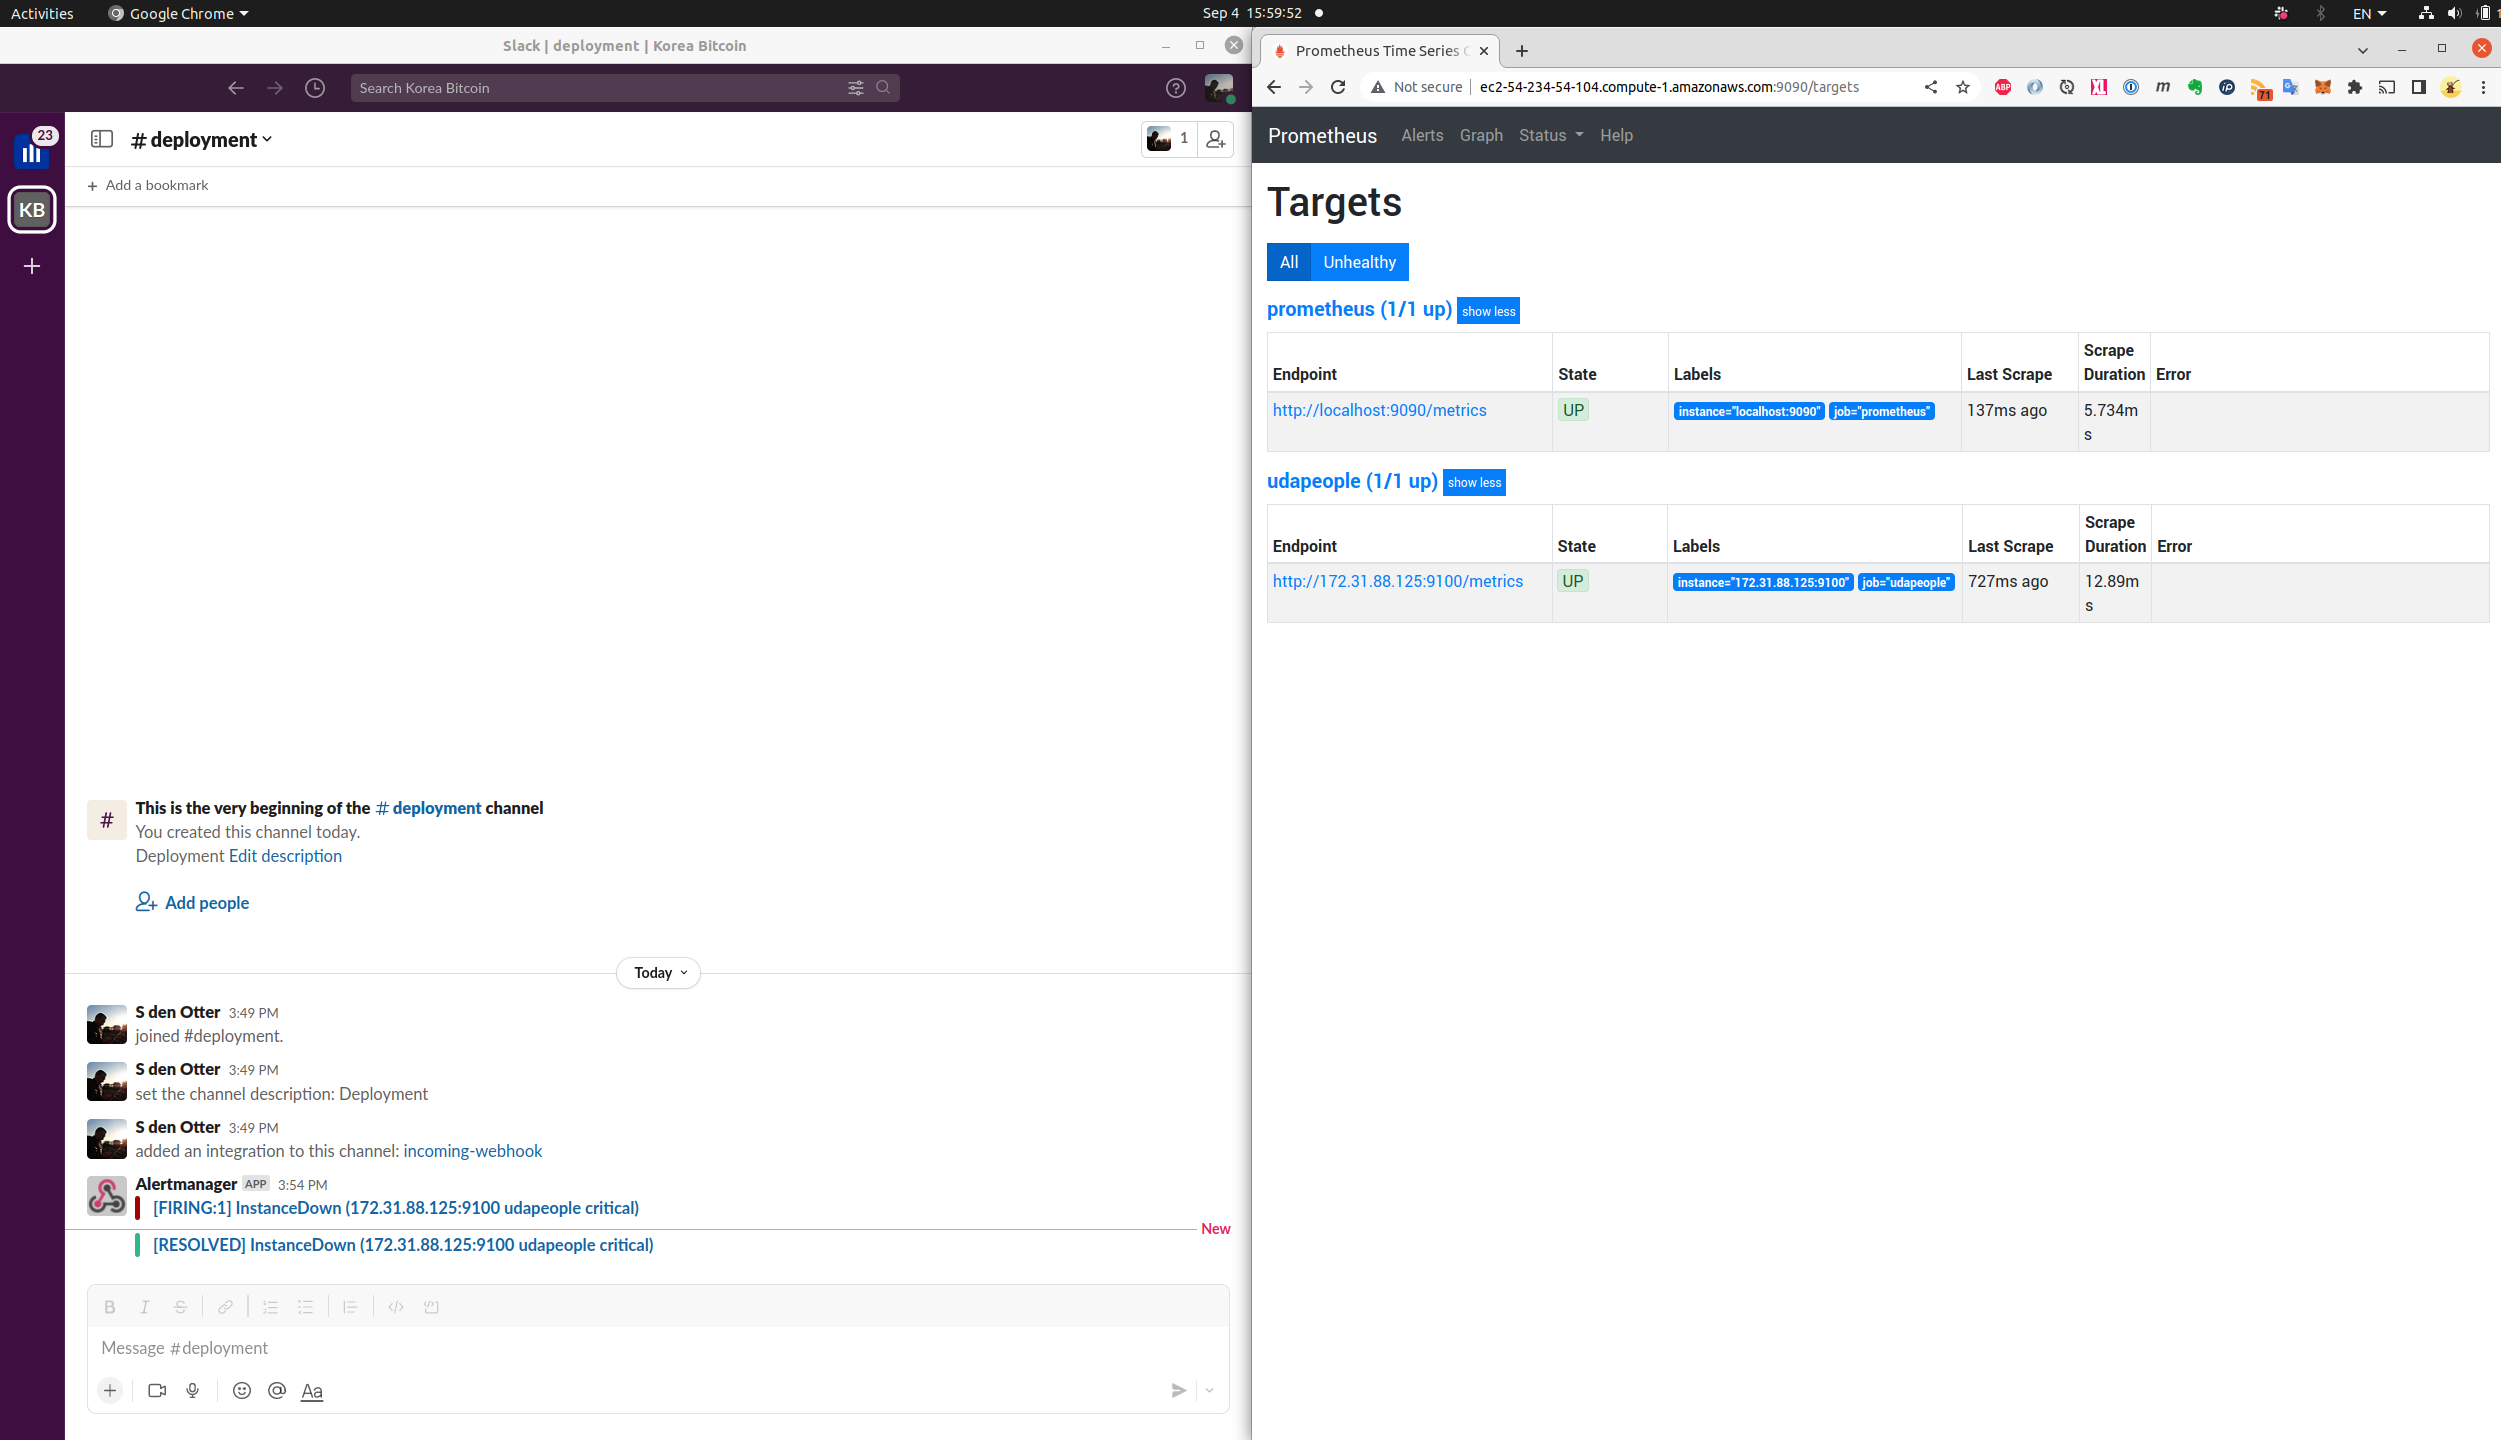 Activities
Google Chrome
Sep 4 15:59:52
EN
Slack | deployment | Korea Bitcoin
Search Korea Bitcoin
23
KB
# deployment
1
+ Add a bookmark
This is the very beginning of the # deployment channel
You created this channel today.
Deployment Edit description
Add people
Today
S den Otter 3:49 PM
joined #deployment.
S den Otter 3:49 PM
set the channel description: Deployment
S den Otter 3:49 PM
added an integration to this channel: incoming-webhook
Alertmanager APP 3:54 PM
[FIRING:1] InstanceDown (172.31.88.125:9100 udapeople critical)
New
[RESOLVED] InstanceDown (172.31.88.125:9100 udapeople critical)
Message #deployment
Aa
Prometheus Time Series
Not secure | ec2-54-234-54-104.compute-1.amazonaws.com:9090/targets
ABP
71
Prometheus Alerts Graph Status Help
Targets
All Unhealthy
prometheus (1/1 up) show less
Endpoint State Labels Last Scrape Scrape Duration Error
http://localhost:9090/metrics UP instance="localhost:9090" job="prometheus" 137ms ago 5.734ms
udapeople (1/1 up) show less
Endpoint State Labels Last Scrape Scrape Duration Error
http://172.31.88.125:9100/metrics UP instance="172.31.88.125:9100" job="udapeople" 727ms ago 12.89ms